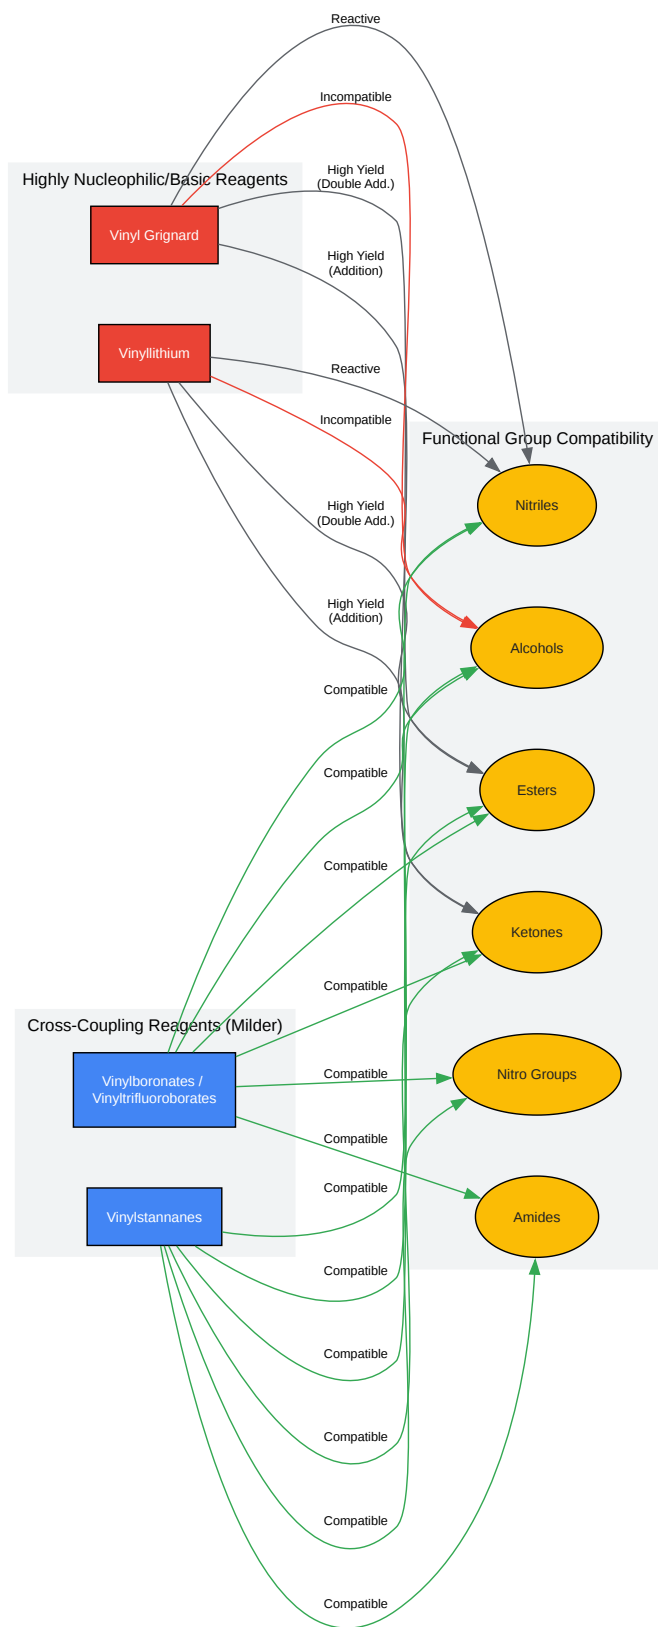 Reactive
Incompatible
High Yield
(Double Add.)
Highly Nucleophilic/Basic Reagents
Vinyl Grignard
High Yield
(Addition)
Vinyllithium
Reactive
Incompatible
Functional Group Compatibility
Nitriles
High Yield
(Double Add.)
High Yield
(Addition)
Alcohols
Compatible
Compatible
Esters
Compatible
Ketones
Compatible
Cross-Coupling Reagents (Milder)
Vinylboronates /
Vinyltrifluoroborates
Compatible
Nitro Groups
Compatible
Compatible
Vinylstannanes
Amides
Compatible
Compatible
Compatible
Compatible
Compatible